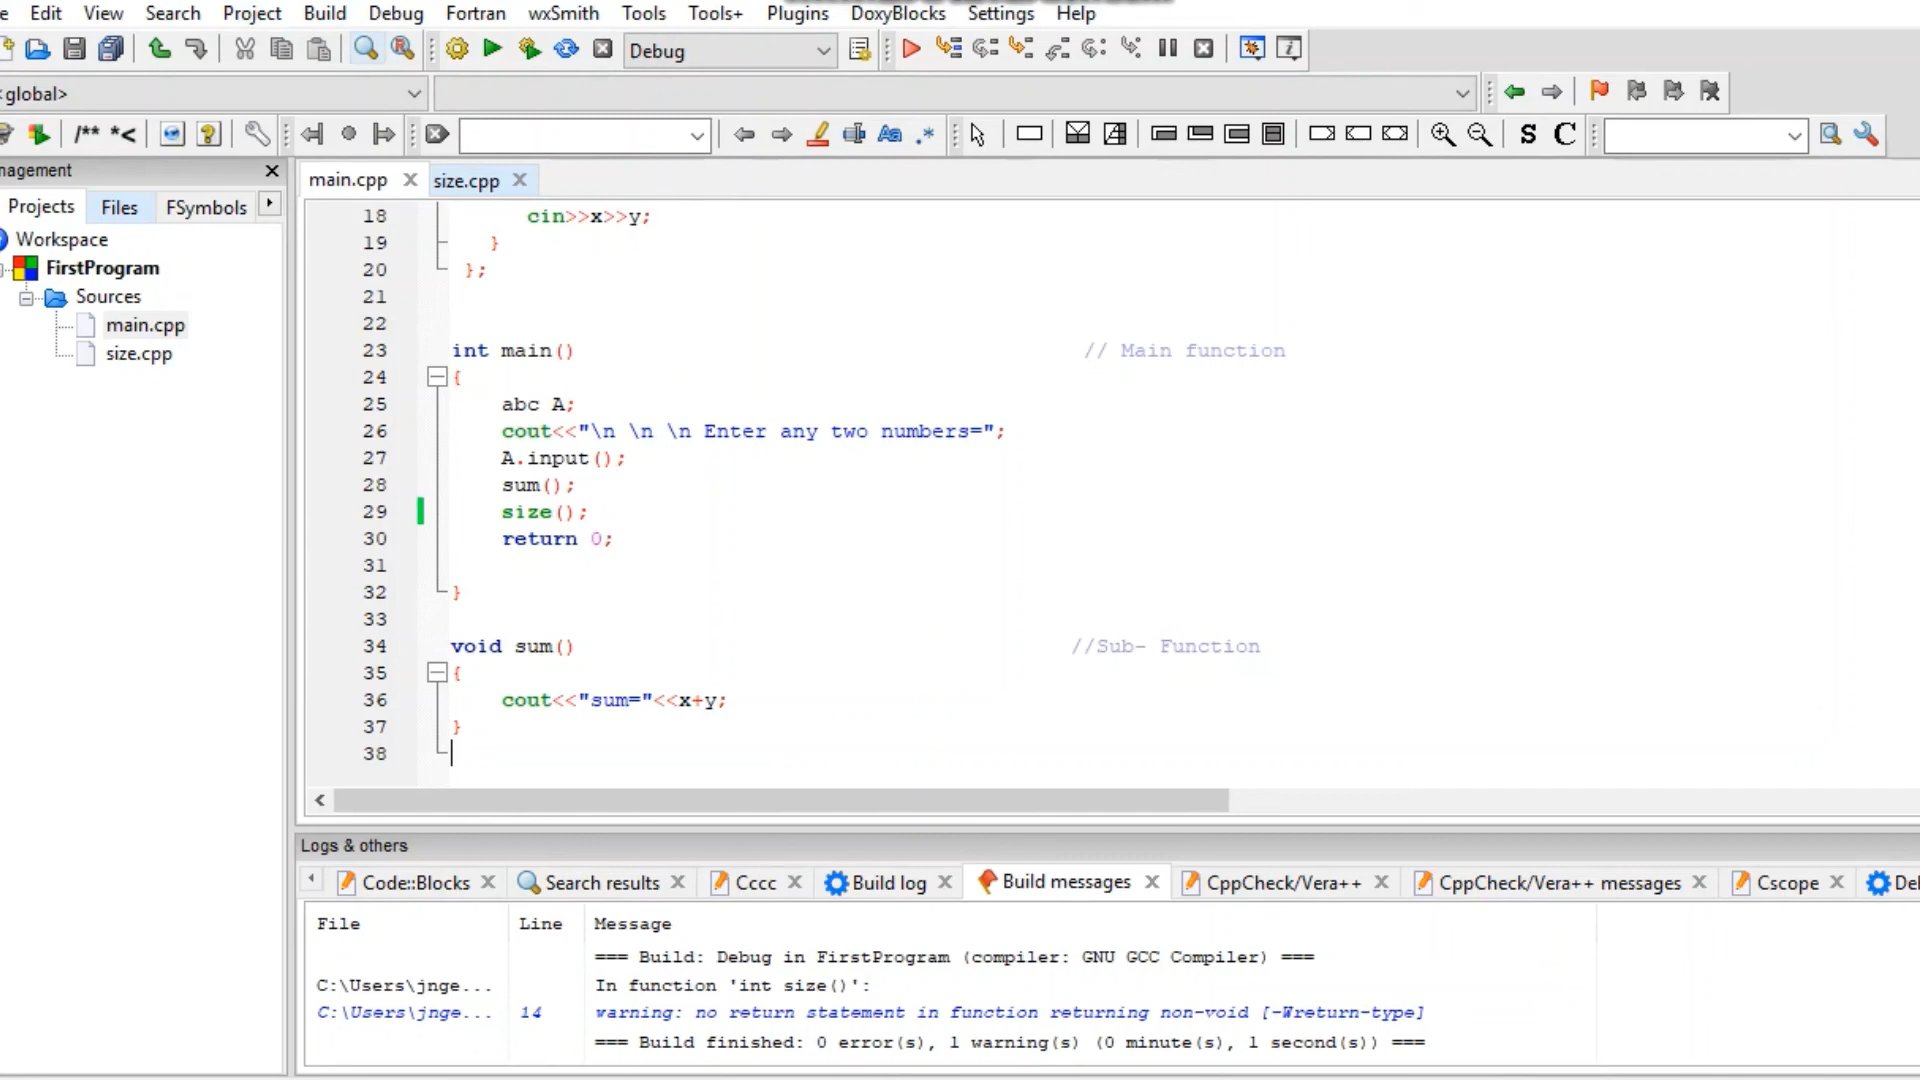 Edit View Search Project Build Debug Fortran wxSmith Tools Tools+ Plugins DoxyBlocks Settings Help
Debug
<global>
/** *<
Aa .* S C
nagement
Projects Files FSymbols
Workspace
FirstProgram
Sources
main.cpp
size.cpp
main.cpp size.cpp
18 cin>>x>>y;
19 }
20 };
21
22
23 int main() // Main function
24 {
25 abc A;
26 cout<<"\n \n \n Enter any two numbers=";
27 A.input();
28 sum();
29 size();
30 return 0;
31
32 }
33
34 void sum() //Sub- Function
35 {
36 cout<<"sum="<<x+y;
37 }
38
Logs & others
Code::Blocks Search results Cccc Build log Build messages CppCheck/Vera++ CppCheck/Vera++ messages Cscope
File Line Message
=== Build: Debug in FirstProgram (compiler: GNU GCC Compiler) ===
C:\Users\jnge... In function 'int size()':
C:\Users\jnge... 14 warning: no return statement in function returning non-void [-Wreturn-type]
=== Build finished: 0 error(s), 1 warning(s) (0 minute(s), 1 second(s)) ===